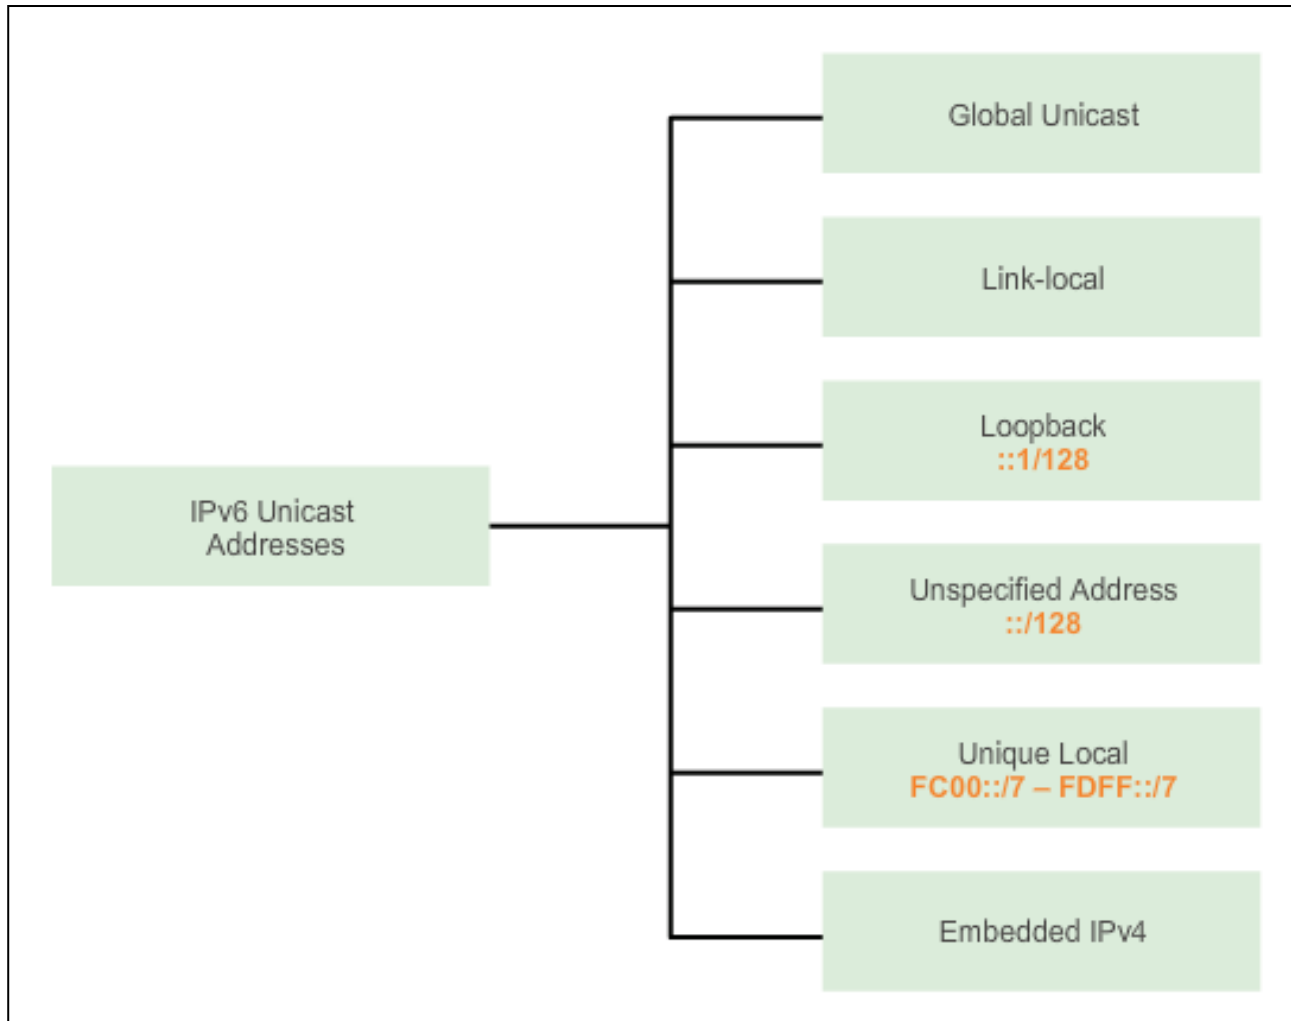 Global Unicast
Link-local
Loopback
::1/128
IPv6 Unicast
Addresses
Unspecified Address
::/128
Unique Local
FC00::/7 – FDFF::/7
Embedded IPv4